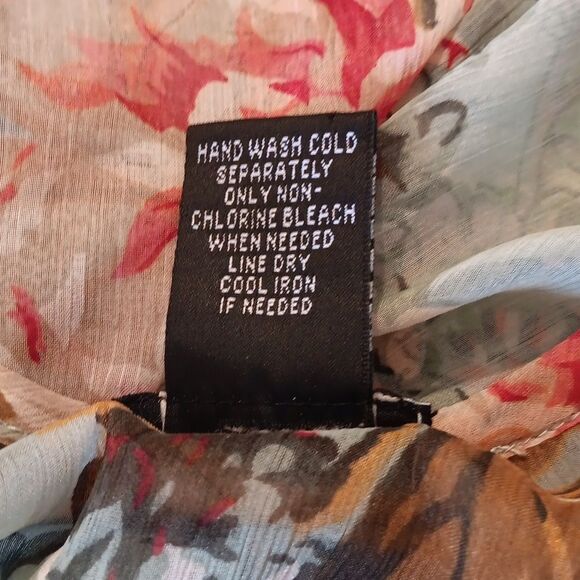 HAND WASH COLD
SEPARATELY
ONLY NON-
CHLORINE BLEACH
WHEN NEEDED
LINE DRY
COOL IRON
IF NEEDED